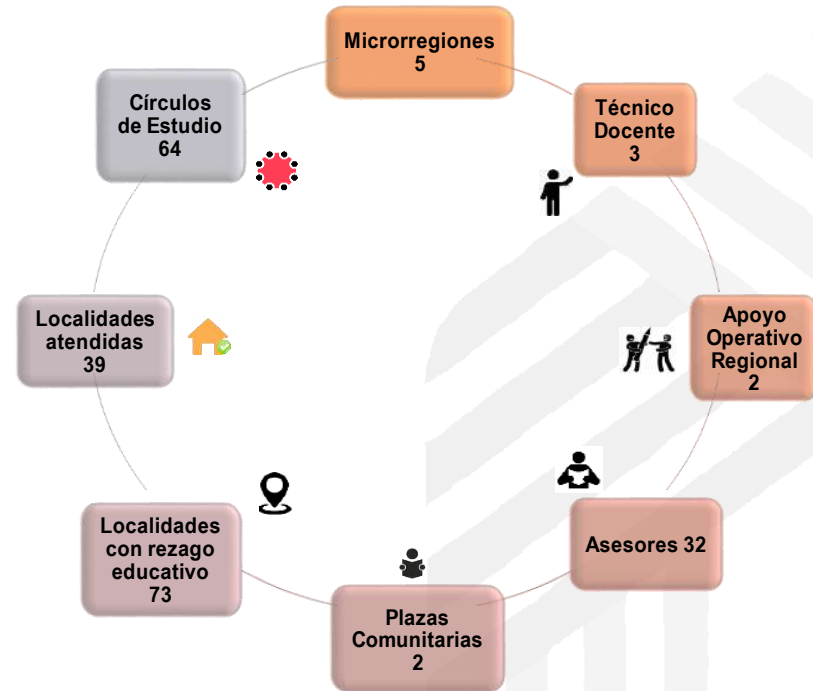 Microrregiones
5
Técnico
Docente
3
Apoyo
Operativo
Regional
2
Asesores 32
Plazas
Comunitarias
2
Localidades
con rezago
educativo
73
Localidades
atendidas
39
Círculos
de Estudio
64